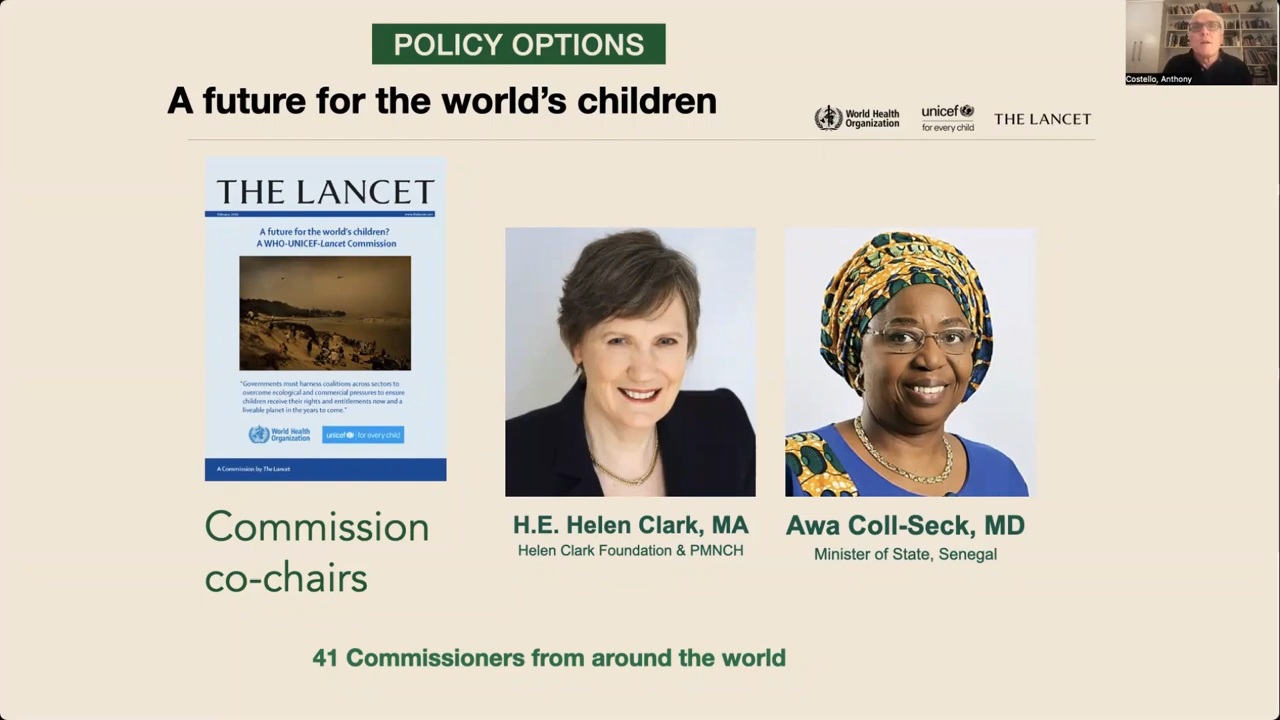 POLICY OPTIONS
A future for the world's children
World Health
Organization
unicef
for every child
THE LANCET
Costello, Anthony
THE LANCET
www.thelancet.com
A future for the world's children?
A WHO-UNICEF-Lancet Commission
"Governments must harness coalitions across sectors to
overcome ecological and commercial pressures to ensure
children receive their rights and entitlements now and a
liveable planet in the years to come."
World Health
Organization
unicef for every child
A Commission by The Lancet
Commission
co-chairs
H.E. Helen Clark, MA
Helen Clark Foundation & PMNCH
Awa Coll-Seck, MD
Minister of State, Senegal
41 Commissioners from around the world